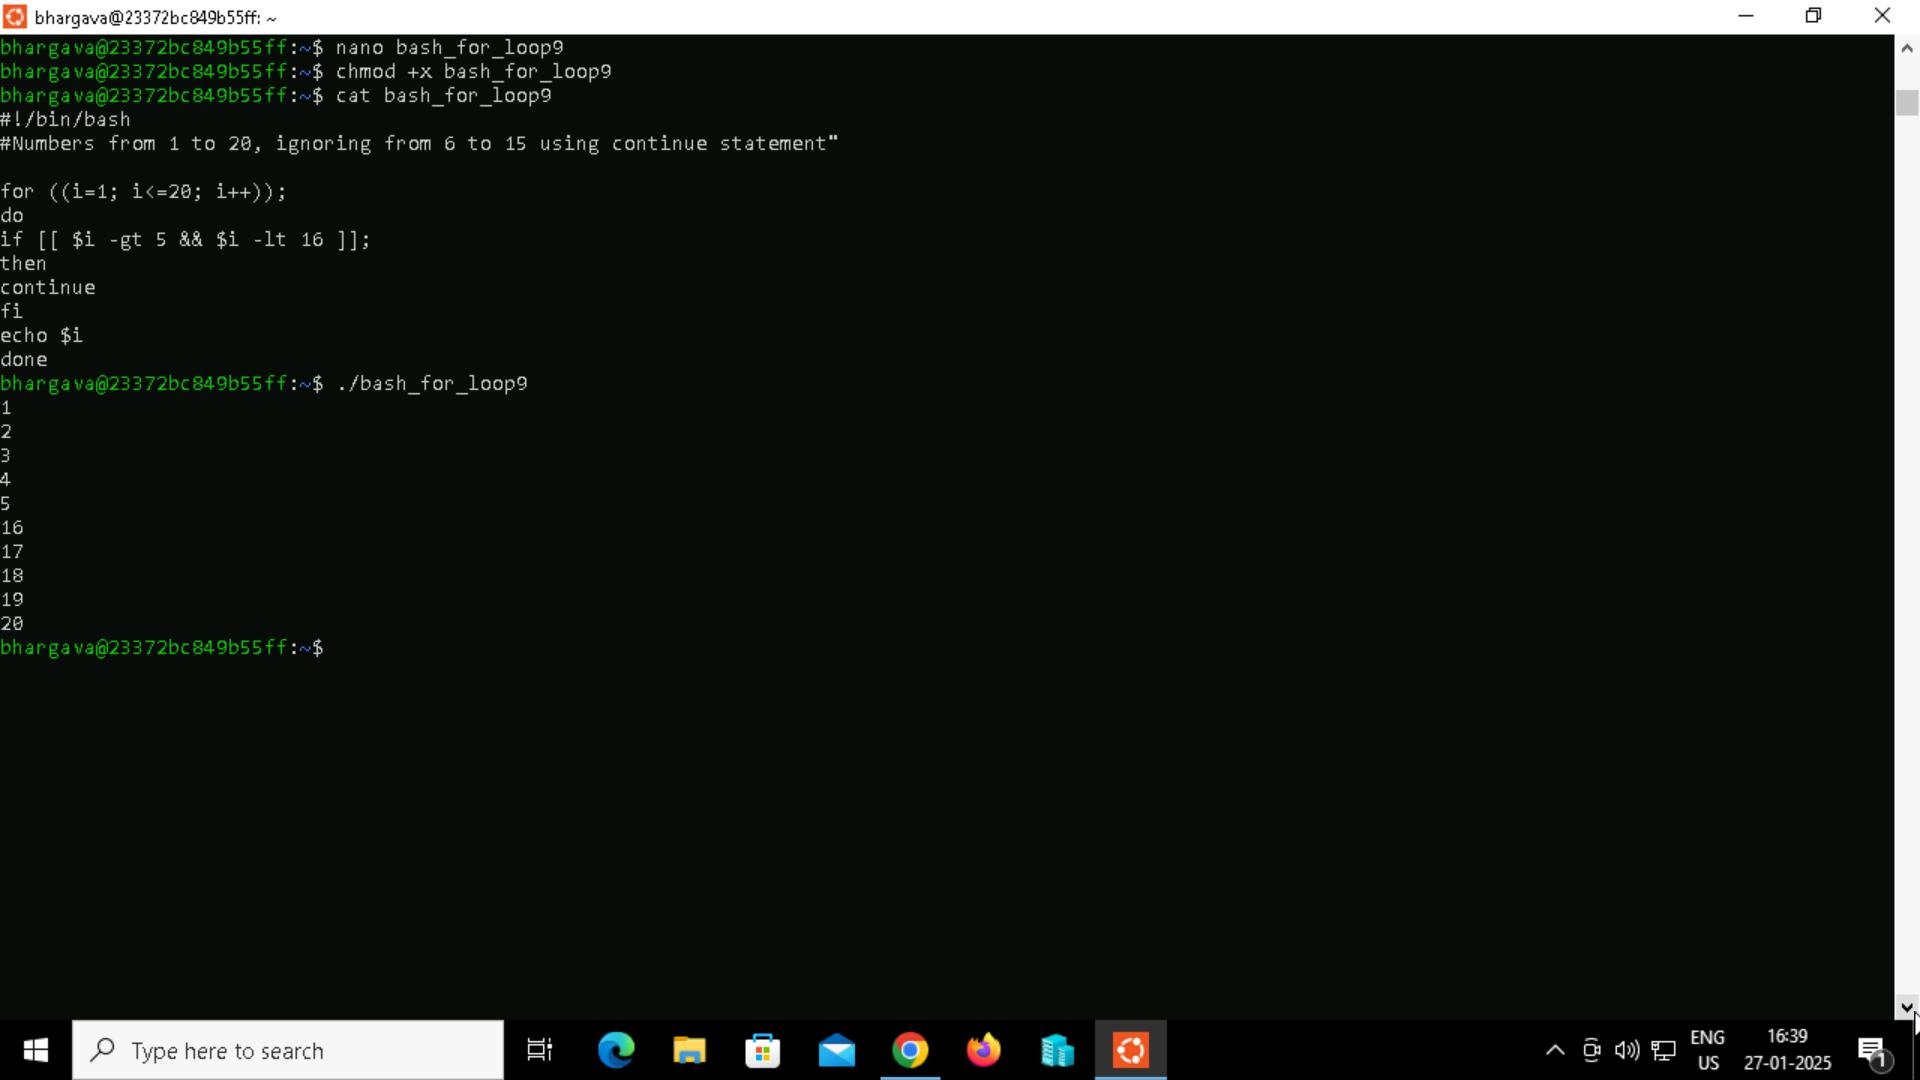 bhargava@23372bc849b55ff: ~
bhargava@23372bc849b55ff:~$ nano bash_for_loop9
bhargava@23372bc849b55ff:~$ chmod +x bash_for_loop9
bhargava@23372bc849b55ff:~$ cat bash_for_loop9
#!/bin/bash
#Numbers from 1 to 20, ignoring from 6 to 15 using continue statement"
for ((i=1; i<=20; i++));
do
if [[ $i -gt 5 && $i -lt 16 ]];
then
continue
fi
echo $i
done
bhargava@23372bc849b55ff:~$ ./bash_for_loop9
1
2
3
4
5
16
17
18
19
20
bhargava@23372bc849b55ff:~$
Type here to search
ENG
US
16:39
27-01-2025
1